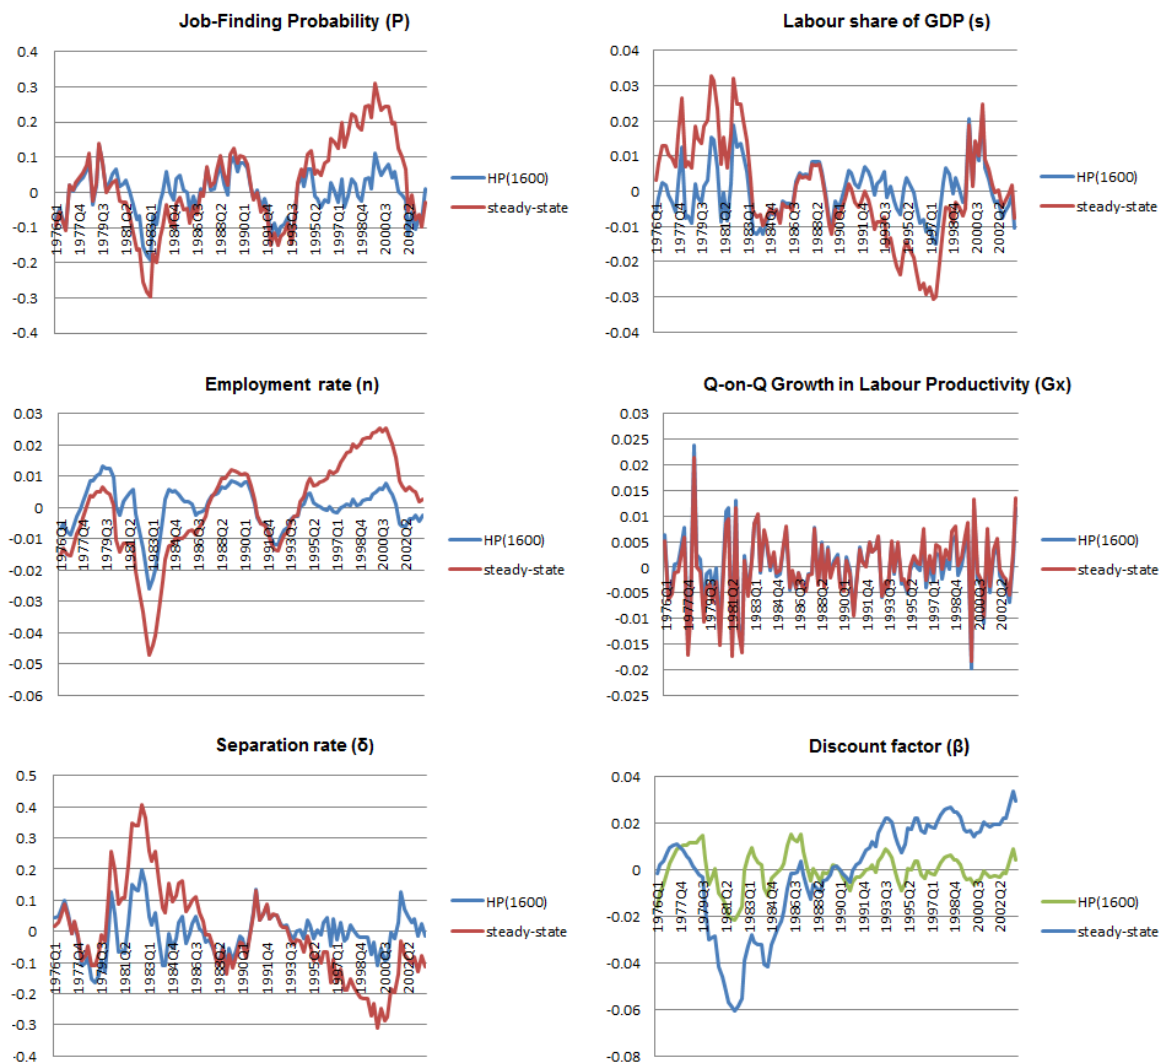 Job-Finding Probability (P)
0.4
0.3
0.2
0.1
0
-0.1
-0.2
-0.3
-0.4
1976Q1
1977Q4
1979Q3
1981Q2
1983Q1
1984Q4
1986Q3
1988Q2
1990Q1
1991Q4
1993Q3
1995Q2
1997Q1
1998Q4
2000Q3
2002Q2
HP(1600)
steady-state
Labour share of GDP (s)
0.04
0.03
0.02
0.01
0
-0.01
-0.02
-0.03
-0.04
1976Q1
1977Q4
1979Q3
1981Q2
1983Q1
1984Q4
1986Q3
1988Q2
1990Q1
1991Q4
1993Q3
1995Q2
1997Q1
1998Q4
2000Q3
2002Q2
HP(1600)
steady-state
Employment rate (n)
0.03
0.02
0.01
0
-0.01
-0.02
-0.03
-0.04
-0.05
-0.06
1976Q1
1977Q4
1979Q3
1981Q2
1983Q1
1984Q4
1986Q3
1988Q2
1990Q1
1991Q4
1993Q3
1995Q2
1997Q1
1998Q4
2000Q3
2002Q2
HP(1600)
steady-state
Q-on-Q Growth in Labour Productivity (Gx)
0.03
0.025
0.02
0.015
0.01
0.005
0
-0.005
-0.01
-0.015
-0.02
-0.025
1976Q1
1977Q4
1979Q3
1981Q2
1983Q1
1984Q4
1986Q3
1988Q2
1990Q1
1991Q4
1993Q3
1995Q2
1997Q1
1998Q4
2000Q3
2002Q2
HP(1600)
steady-state
Separation rate (δ)
0.5
0.4
0.3
0.2
0.1
0
-0.1
-0.2
-0.3
-0.4
1976Q1
1977Q4
1979Q3
1981Q2
1983Q1
1984Q4
1986Q3
1988Q2
1990Q1
1991Q4
1993Q3
1995Q2
1997Q1
1998Q4
2000Q3
2002Q2
HP(1600)
steady-state
Discount factor (β)
0.04
0.02
0
-0.02
-0.04
-0.06
-0.08
1976Q1
1977Q4
1979Q3
1981Q2
1983Q1
1984Q4
1986Q3
1988Q2
1990Q1
1991Q4
1993Q3
1995Q2
1997Q1
1998Q4
2000Q3
2002Q2
HP(1600)
steady-state